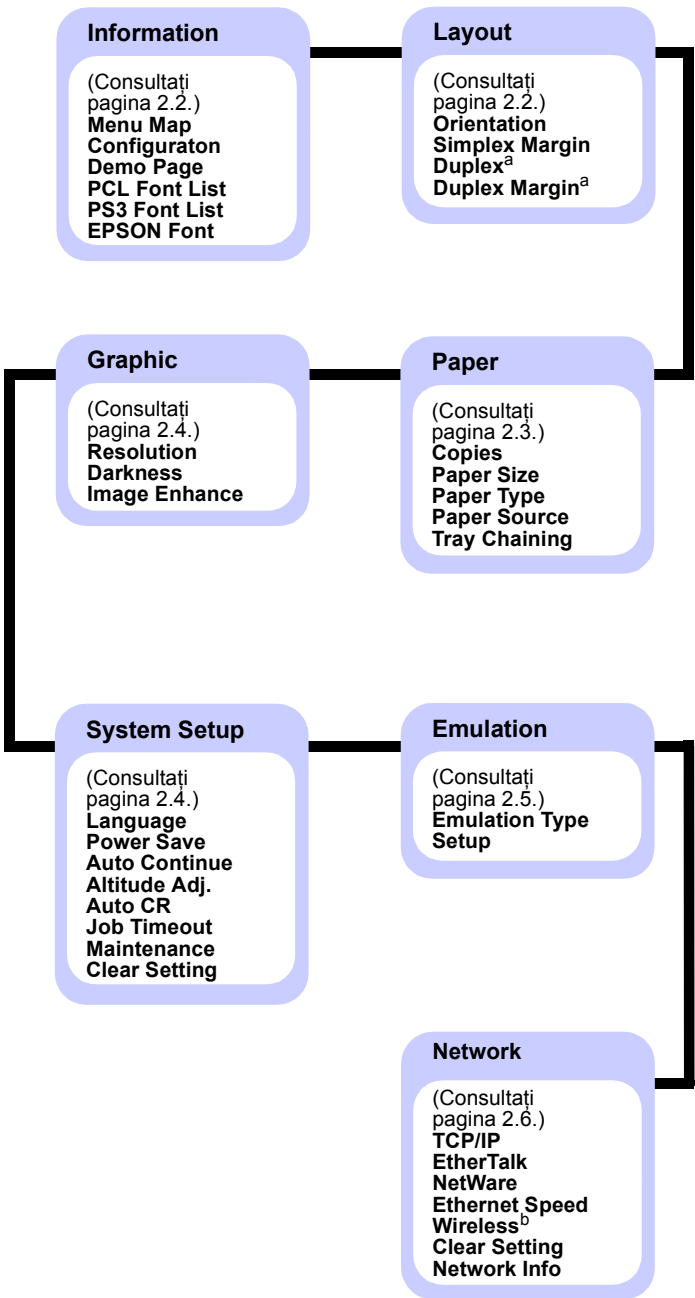 Information
(Consultați
pagina 2.2.)
Menu Map
Configuraton
Demo Page
PCL Font List
PS3 Font List
EPSON Font
Layout
(Consultați
pagina 2.2.)
Orientation
Simplex Margin
Duplexa
Duplex Margina
Paper
(Consultați
pagina 2.3.)
Copies
Paper Size
Paper Type
Paper Source
Tray Chaining
Graphic
(Consultați
pagina 2.4.)
Resolution
Darkness
Image Enhance
System Setup
(Consultați
pagina 2.4.)
Language
Power Save
Auto Continue
Altitude Adj.
Auto CR
Job Timeout
Maintenance
Clear Setting
Emulation
(Consultați
pagina 2.5.)
Emulation Type
Setup
Network
(Consultați
pagina 2.6.)
TCP/IP
EtherTalk
NetWare
Ethernet Speed
Wirelessb
Clear Setting
Network Info